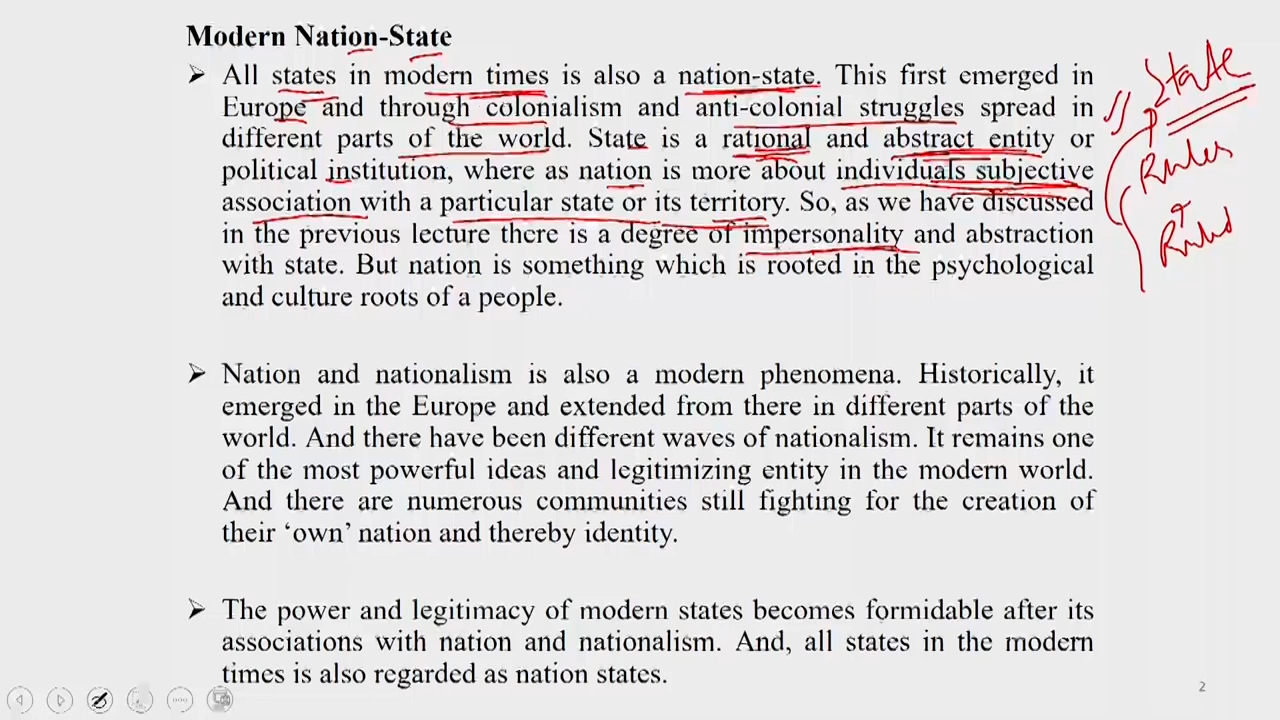 Modern Nation-State
➢ All states in modern times is also a nation-state. This first emerged in
Europe and through colonialism and anti-colonial struggles spread in
different parts of the world. State is a rational and abstract entity or
political institution, where as nation is more about individuals subjective
association with a particular state or its territory. So, as we have discussed
in the previous lecture there is a degree of impersonality and abstraction
with state. But nation is something which is rooted in the psychological
and culture roots of a people.
State
Rules
Ruled
➢ Nation and nationalism is also a modern phenomena. Historically, it
emerged in the Europe and extended from there in different parts of the
world. And there have been different waves of nationalism. It remains one
of the most powerful ideas and legitimizing entity in the modern world.
And there are numerous communities still fighting for the creation of
their ‘own’ nation and thereby identity.
➢ The power and legitimacy of modern states becomes formidable after its
associations with nation and nationalism. And, all states in the modern
times is also regarded as nation states.
2